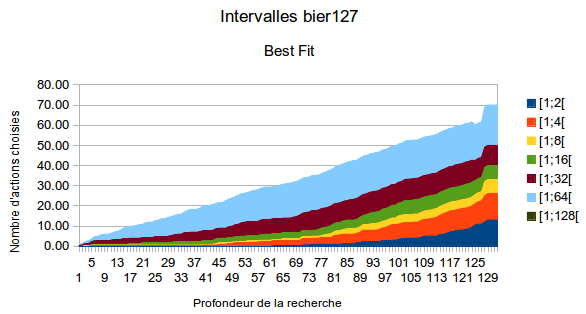 Intervalles bier127
Best Fit
Nombre d'actions choisies
80.00
70.00
60.00
50.00
40.00
30.00
20.00
10.00
0.00
5 13 21 29 37 45 53 61 69 77 85 93 101 109 117 125
1 9 17 25 33 41 49 57 65 73 81 89 97 105 113 121 129
Profondeur de la recherche
[1;2[
[1;4[
[1;8[
[1;16[
[1;32[
[1;64[
[1;128[